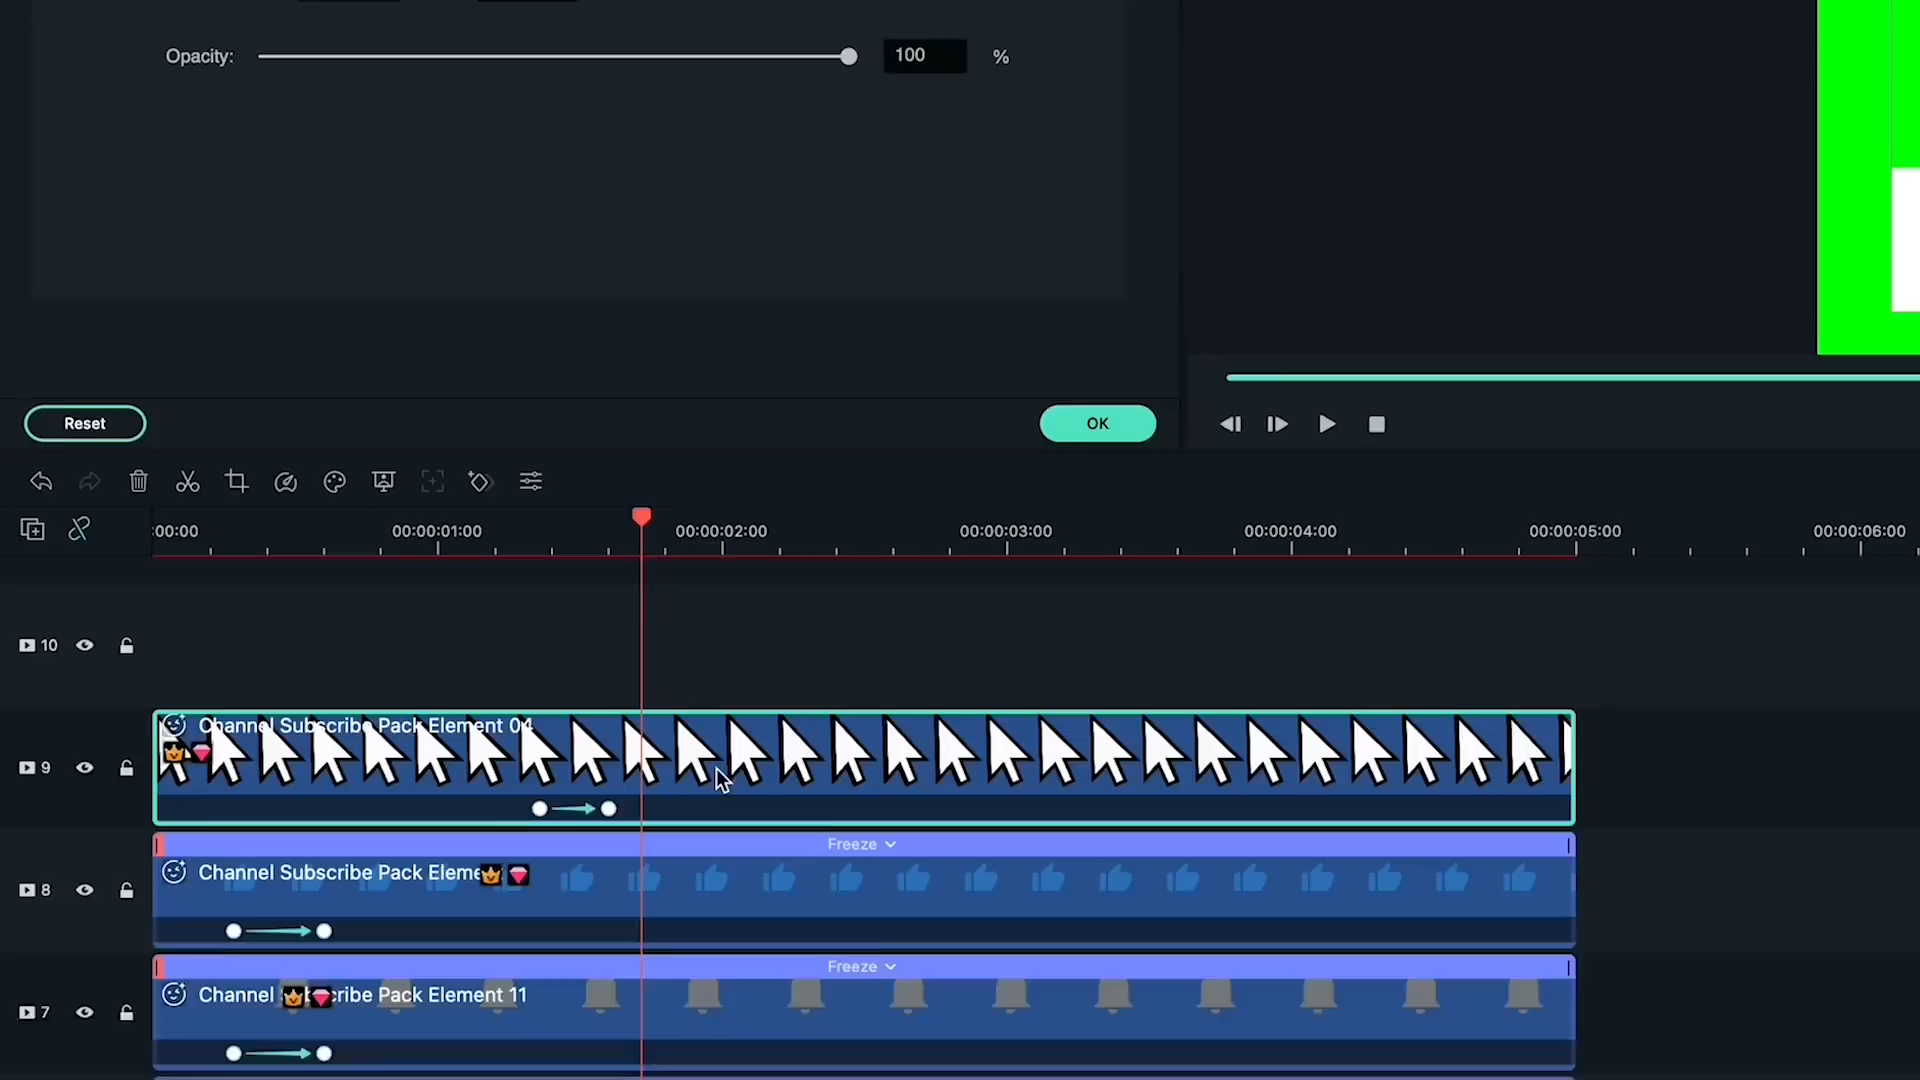 Opacity: 100 %
Reset OK
:00:00 00:00:01:00 00:00:02:00 00:00:03:00 00:00:04:00 00:00:05:00 00:00:06:00
10
Channel Subscribe Pack Element 04
9
Freeze
Channel Subscribe Pack Eleme
8
Freeze
Channel cribe Pack Element 11
7